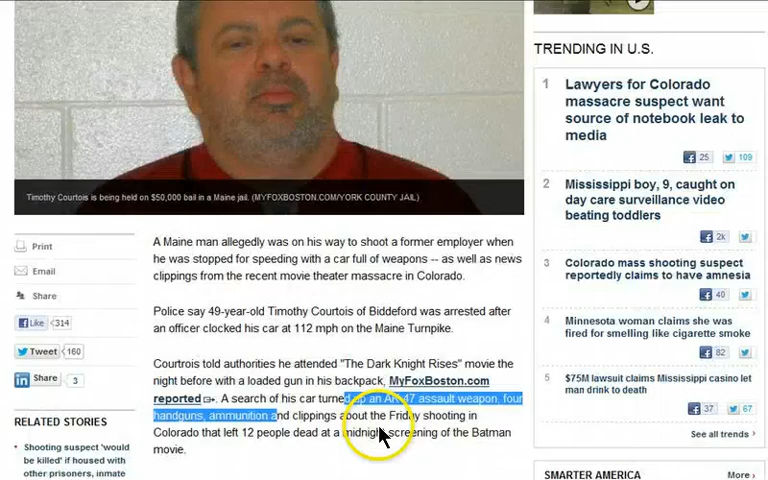 Timothy Courtois is being held on $50,000 bail in a Maine jail. (MYFOXBOSTON.COM/YORK COUNTY JAIL)
Print
Email
Share
Like 314
Tweet 160
Share 3
RELATED STORIES
Shooting suspect 'would
be killed' if housed with
other prisoners, inmate
A Maine man allegedly was on his way to shoot a former employer when
he was stopped for speeding with a car full of weapons -- as well as news
clippings from the recent movie theater massacre in Colorado.
Police say 49-year-old Timothy Courtois of Biddeford was arrested after
an officer clocked his car at 112 mph on the Maine Turnpike.
Courtrois told authorities he attended "The Dark Knight Rises" movie the
night before with a loaded gun in his backpack, MyFoxBoston.com
reported. A search of his car turned up an AK-47 assault weapon, four
handguns, ammunition and clippings about the Friday shooting in
Colorado that left 12 people dead at a midnight screening of the Batman
movie.
TRENDING IN U.S.
1 Lawyers for Colorado
massacre suspect want
source of notebook leak to
media
25 109
2 Mississippi boy, 9, caught on
day care surveillance video
beating toddlers
2k
3 Colorado mass shooting suspect
reportedly claims to have amnesia
40
4 Minnesota woman claims she was
fired for smelling like cigarette smoke
82
5 $75M lawsuit claims Mississippi casino let
man drink to death
37 67
See all trends ›
SMARTER AMERICA More ›